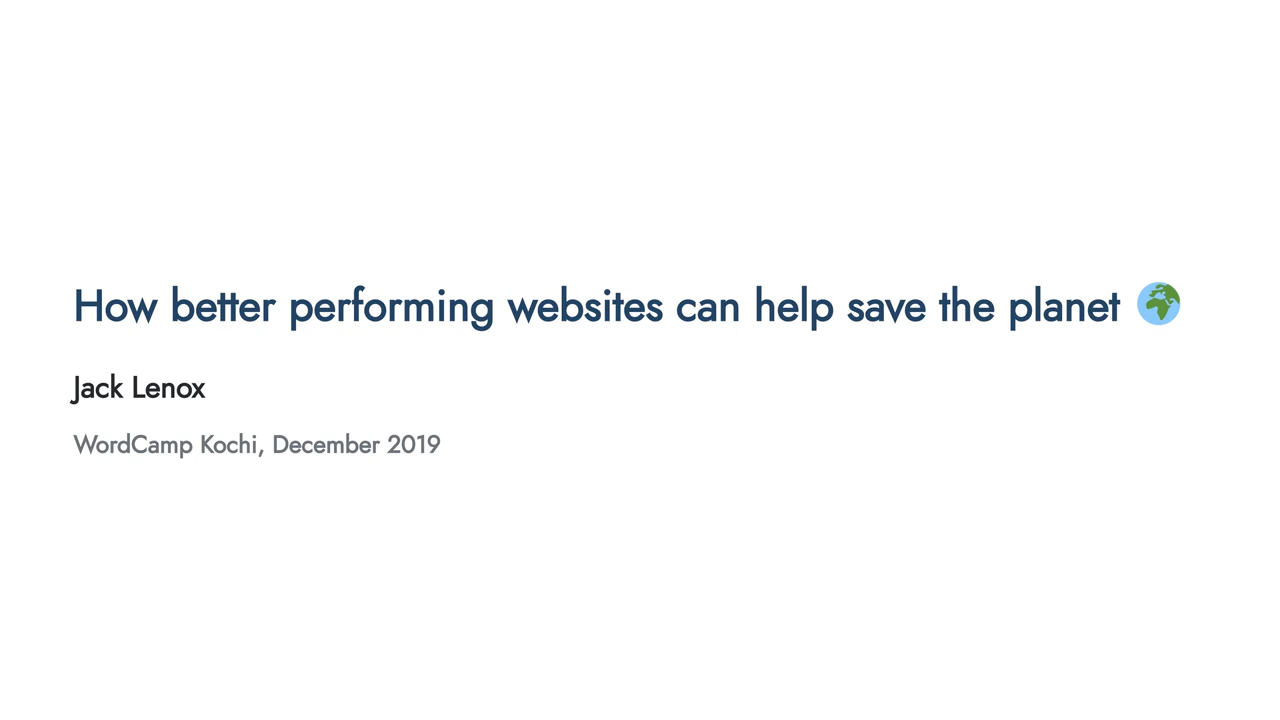 How better performing websites can help save the planet 🌍
Jack Lenox
WordCamp Kochi, December 2019